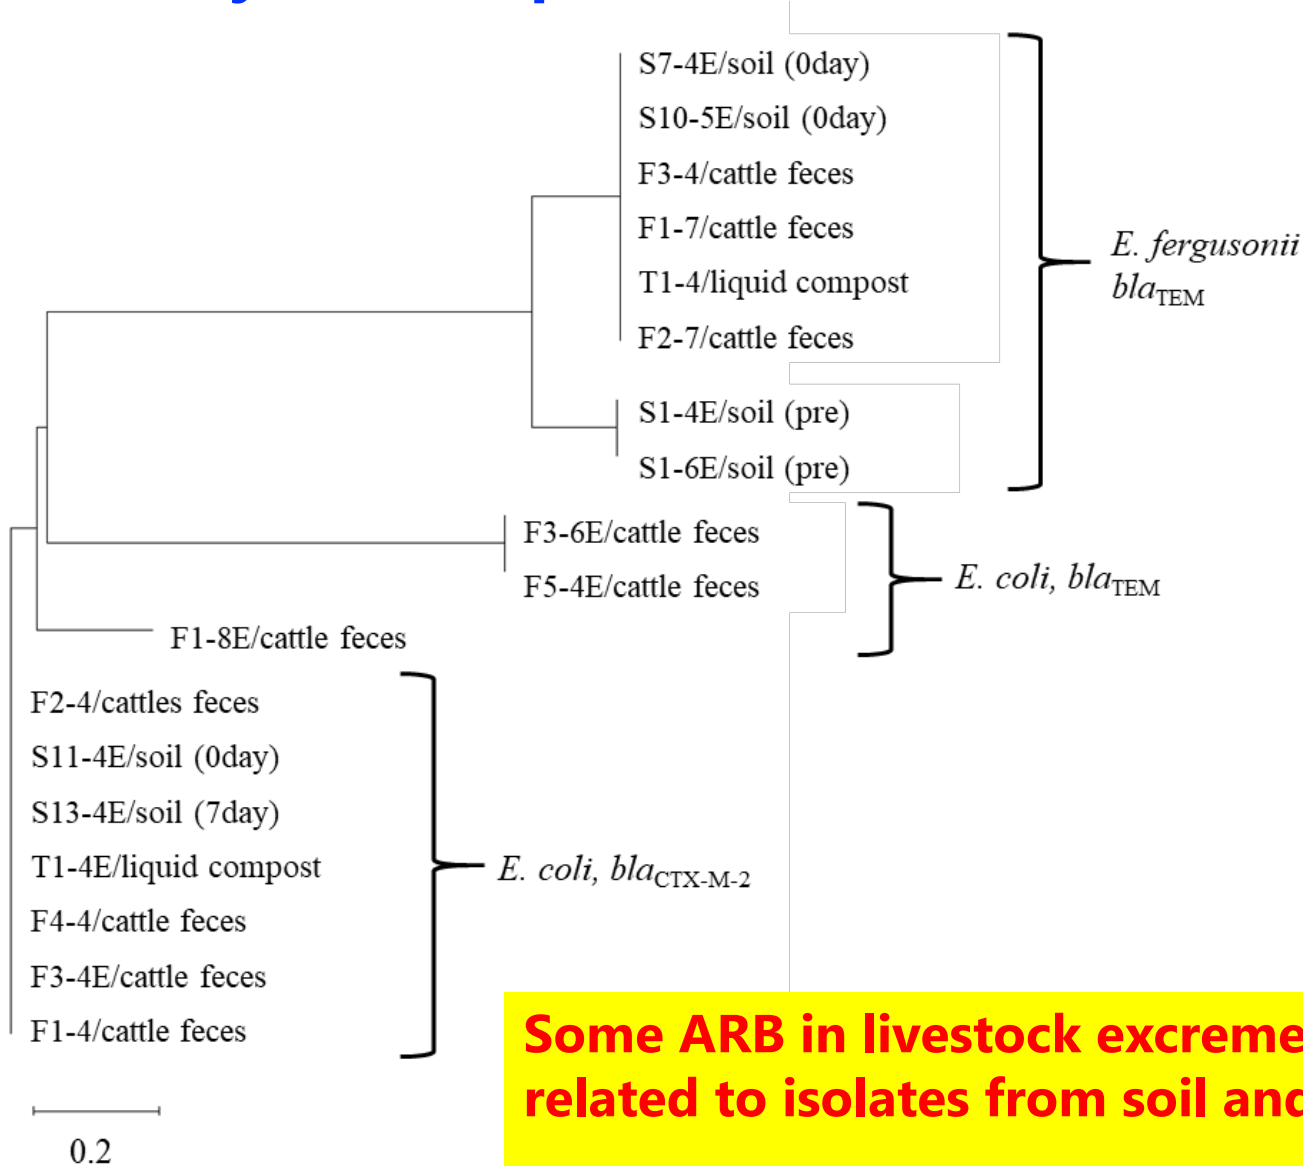 S7-4E/soil (0day)
S10-5E/soil (0day)
F3-4/cattle feces
F1-7/cattle feces
T1-4/liquid compost
F2-7/cattle feces
E. fergusonii
blaTEM
S1-4E/soil (pre)
S1-6E/soil (pre)
F3-6E/cattle feces
F5-4E/cattle feces
E. coli, blaTEM
F1-8E/cattle feces
F2-4/cattles feces
S11-4E/soil (0day)
S13-4E/soil (7day)
T1-4E/liquid compost
E. coli, blaCTX-M-2
F4-4/cattle feces
F3-4E/cattle feces
F1-4/cattle feces
Some ARB in livestock excreme
related to isolates from soil and
0.2